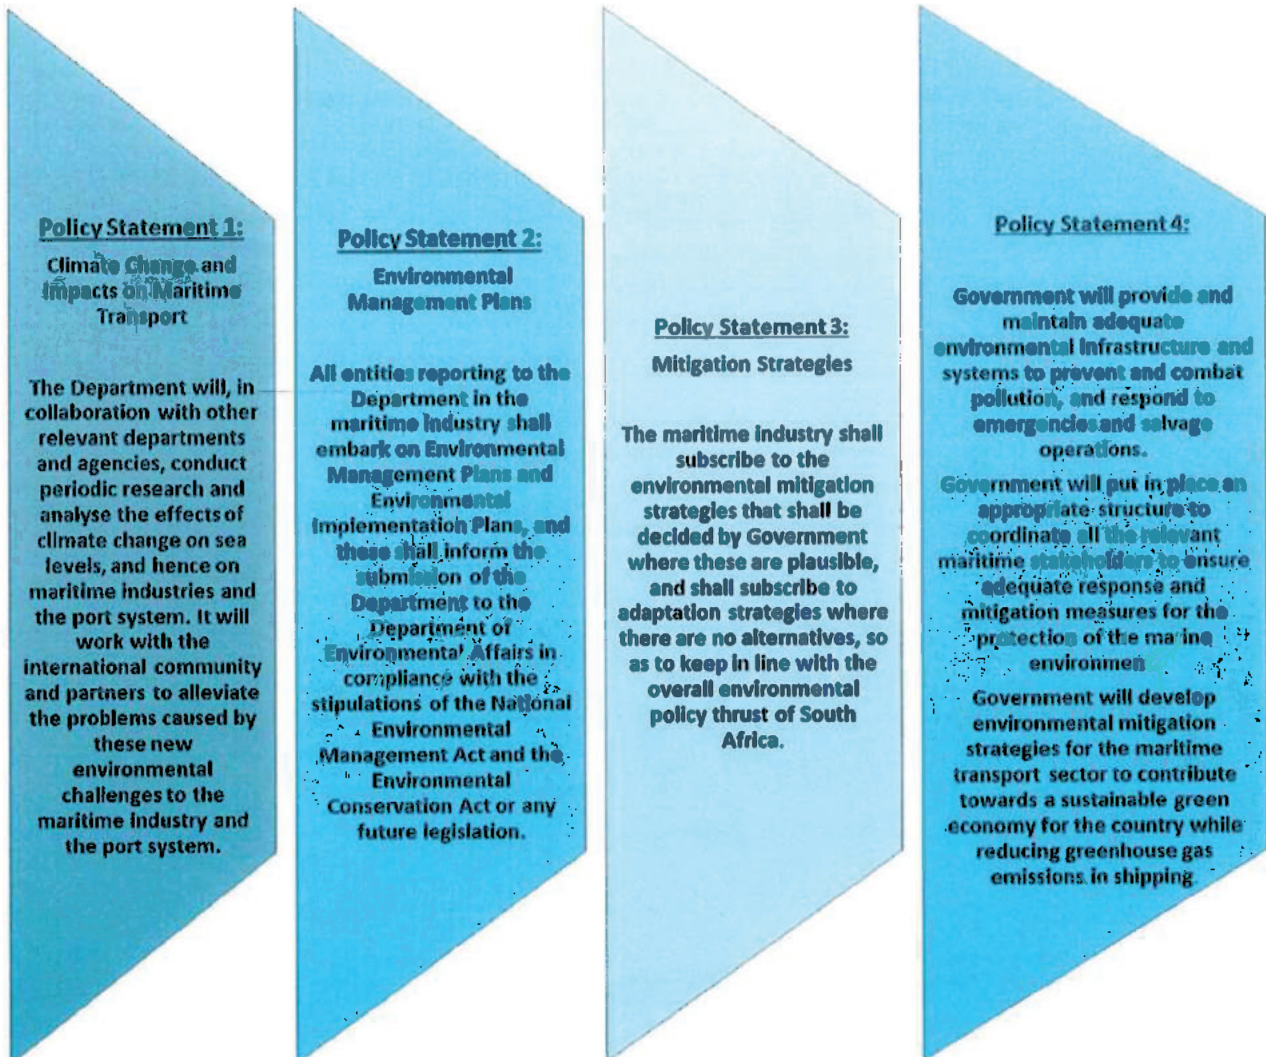 Policy Statement 1:
Climate Change and
Impacts on Maritime
Transport
The Department will, in
collaboration with other
relevant departments
and agencies, conduct
periodic research and
analyse the effects of
climate change on sea
levels, and hence on
maritime industries and
the port system. It will
work with the
international community
and partners to alleviate
the problems caused by
these new
environmental
challenges to the
maritime industry and
the port system.
Policy Statement 2:
Environmental
Management Plans
All entities reporting to the
Department in the
maritime industry shall
embark on Environmental
Management Plans and
Environmental
Implementation Plans, and
these shall inform the
submission of the
Department to the
Department of
Environmental Affairs in
compliance with the
stipulations of the National
Environmental
Management Act and the
Environmental
Conservation Act or any
future legislation.
Policy Statement 3:
Mitigation Strategies
The maritime industry shall
subscribe to the
environmental mitigation
strategies that shall be
decided by Government
where these are plausible,
and shall subscribe to
adaptation strategies where
there are no alternatives, so
as to keep in line with the
overall environmental
policy thrust of South
Africa.
Policy Statement 4:
Government will provide and
maintain adequate
environmental infrastructure and
systems to prevent and combat
pollution, and respond to
emergencies and salvage
operations.
Government will put in place an
appropriate structure to
coordinate all the relevant
maritime stakeholders to ensure
adequate response and
mitigation measures for the
protection of the marine
environmen
Government will develop
environmental mitigation
strategies for the maritime
transport sector to contribute
towards a sustainable green
economy for the country while
reducing greenhouse gas
emissions in shipping